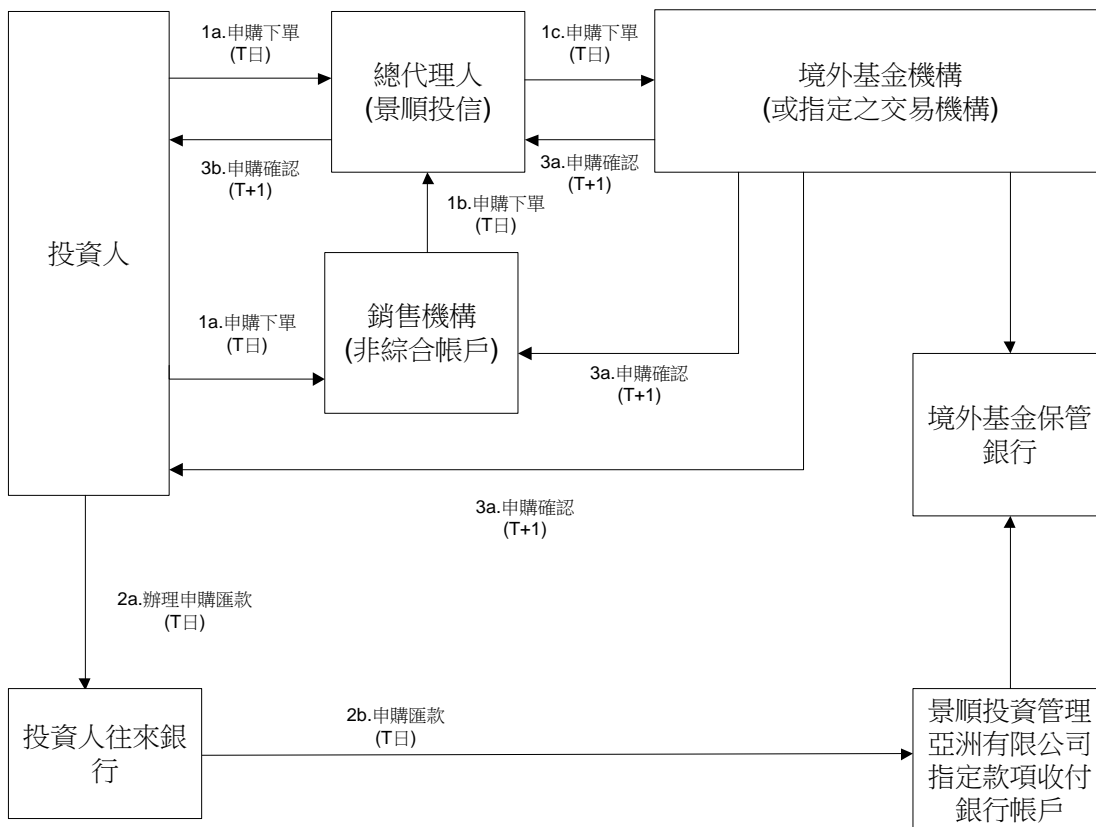 1a.申購下單
(T日)
總代理人
(景順投信)
1c.申購下單
(T日)
境外基金機構
(或指定之交易機構)
3b.申購確認
(T+1)
3a.申購確認
(T+1)
1b.申購下單
(T日)
投資人
銷售機構
(非綜合帳戶)
1a.申購下單
(T日)
3a.申購確認
(T+1)
境外基金保管
銀行
3a.申購確認
(T+1)
2a.辦理申購匯款
(T日)
投資人往來銀
行
2b.申購匯款
(T日)
景順投資管理
亞洲有限公司
指定款項收付
銀行帳戶